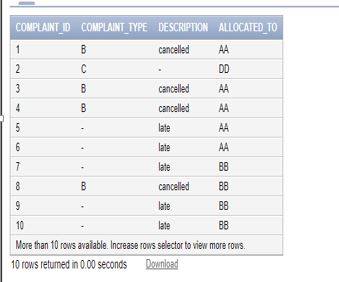 COMPLAINT_ID COMPLAINT_TYPE DESCRIPTION ALLOCATED_TO
1 B cancelled AA
2 C - DD
3 B cancelled AA
4 B cancelled AA
5 - late AA
6 - late AA
7 - late BB
8 B cancelled BB
9 - late BB
10 - late BB
More than 10 rows available. Increase rows selector to view more rows.
10 rows returned in 0.00 seconds Download